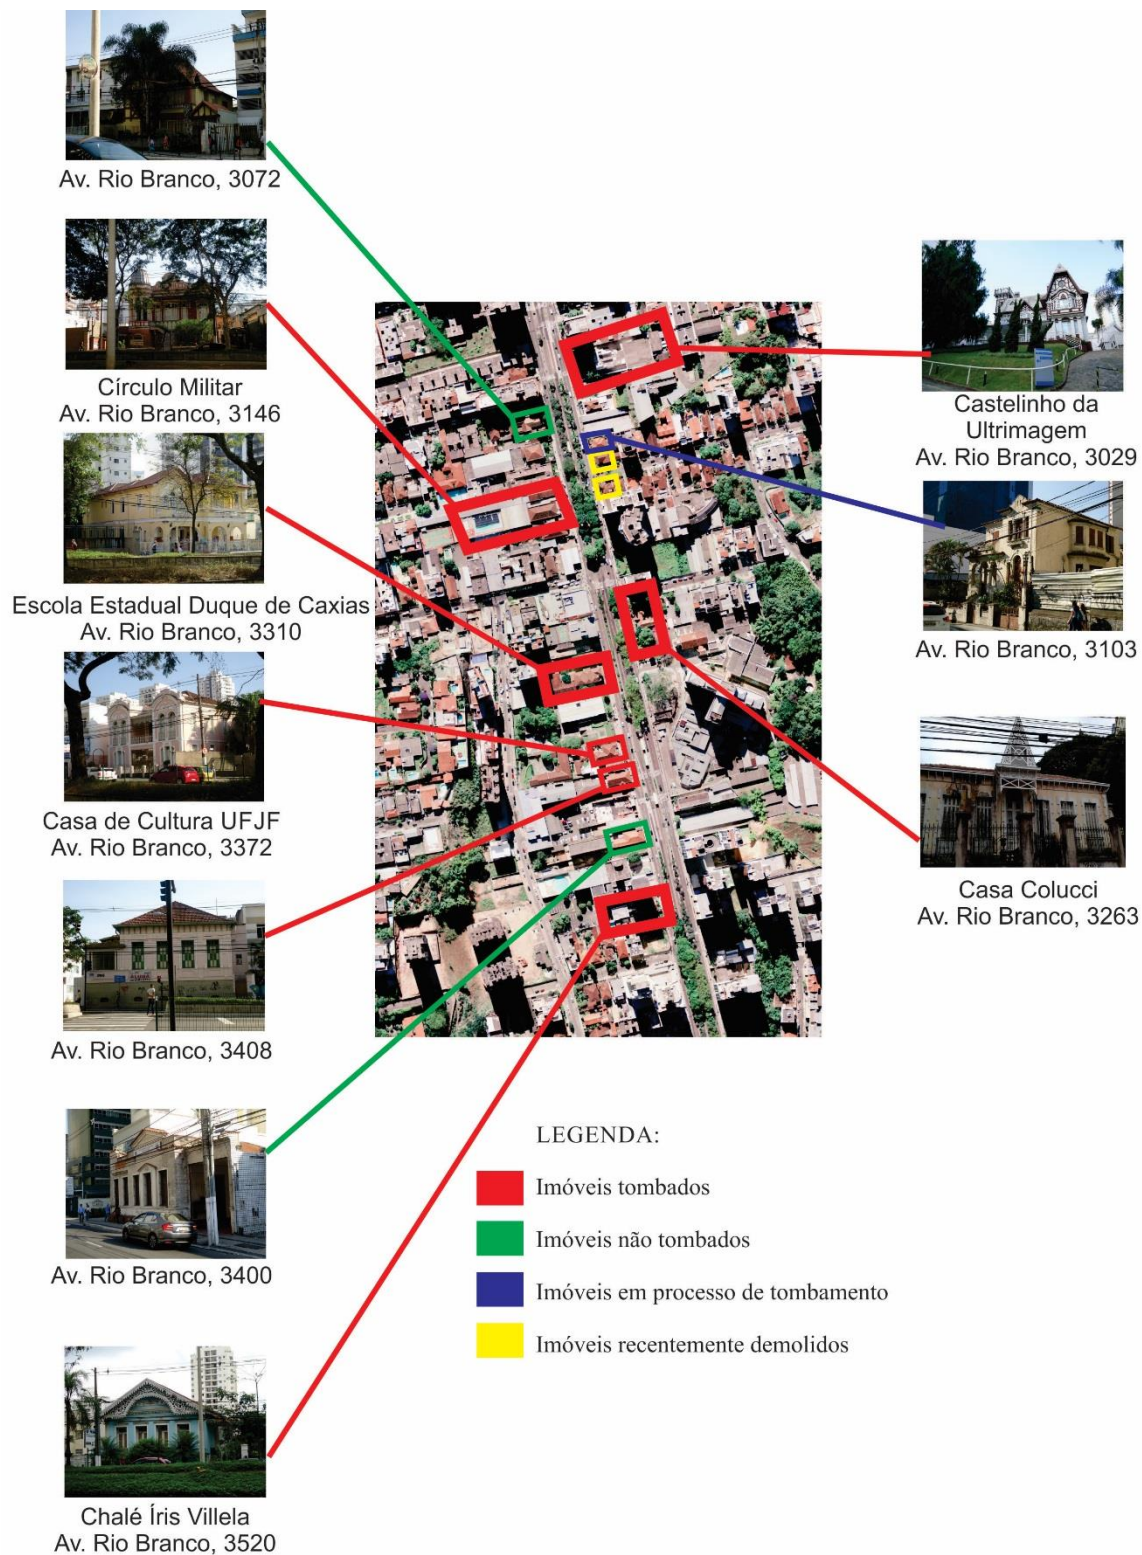 Av. Rio Branco, 3072
Círculo Militar
Av. Rio Branco, 3146
Escola Estadual Duque de Caxias
Av. Rio Branco, 3310
Casa de Cultura UFJF
Av. Rio Branco, 3372
Av. Rio Branco, 3408
Av. Rio Branco, 3400
Chalé Íris Villela
Av. Rio Branco, 3520
Castelinho da
Ultrimagem
Av. Rio Branco, 3029
Av. Rio Branco, 3103
Casa Colucci
Av. Rio Branco, 3263
LEGENDA:
Imóveis tombados
Imóveis não tombados
Imóveis em processo de tombamento
Imóveis recentemente demolidos